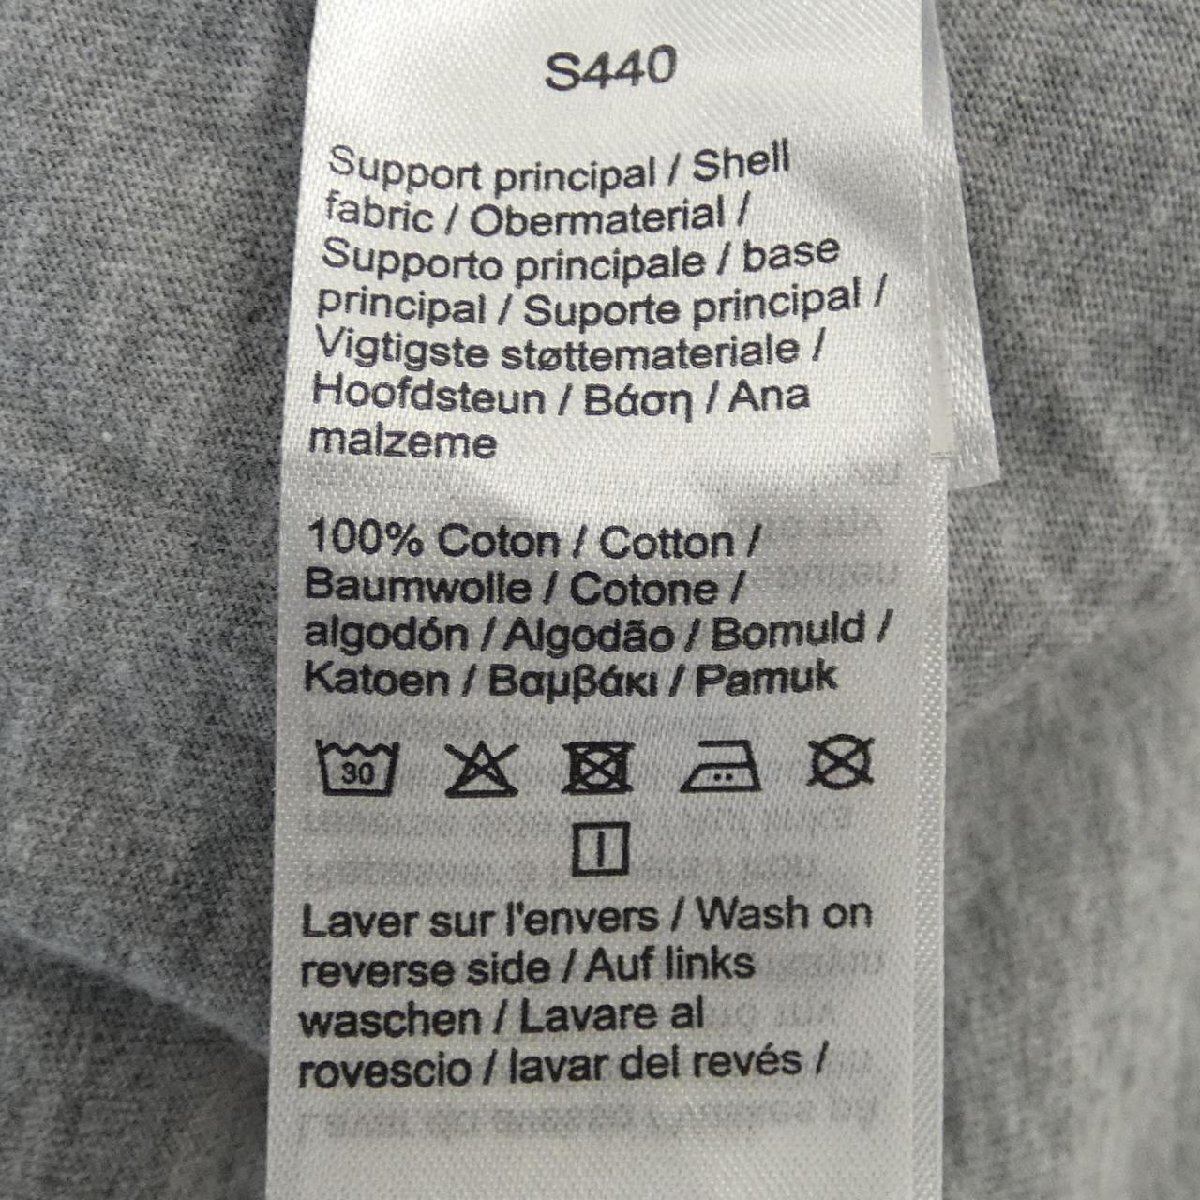 S440
Support principal / Shell
fabric / Obermaterial /
Supporto principale / base
principal / Suporte principal /
Vigtigste støttemateriale /
Hoofdsteun / Βάση / Ana
malzeme
100% Coton / Cotton /
Baumwolle / Cotone /
algodón / Algodão / Bomuld /
Katoen / Βαμβάκι / Pamuk
30
Laver sur l'envers / Wash on
reverse side / Auf links
waschen / Lavare al
rovescio / lavar del revés /